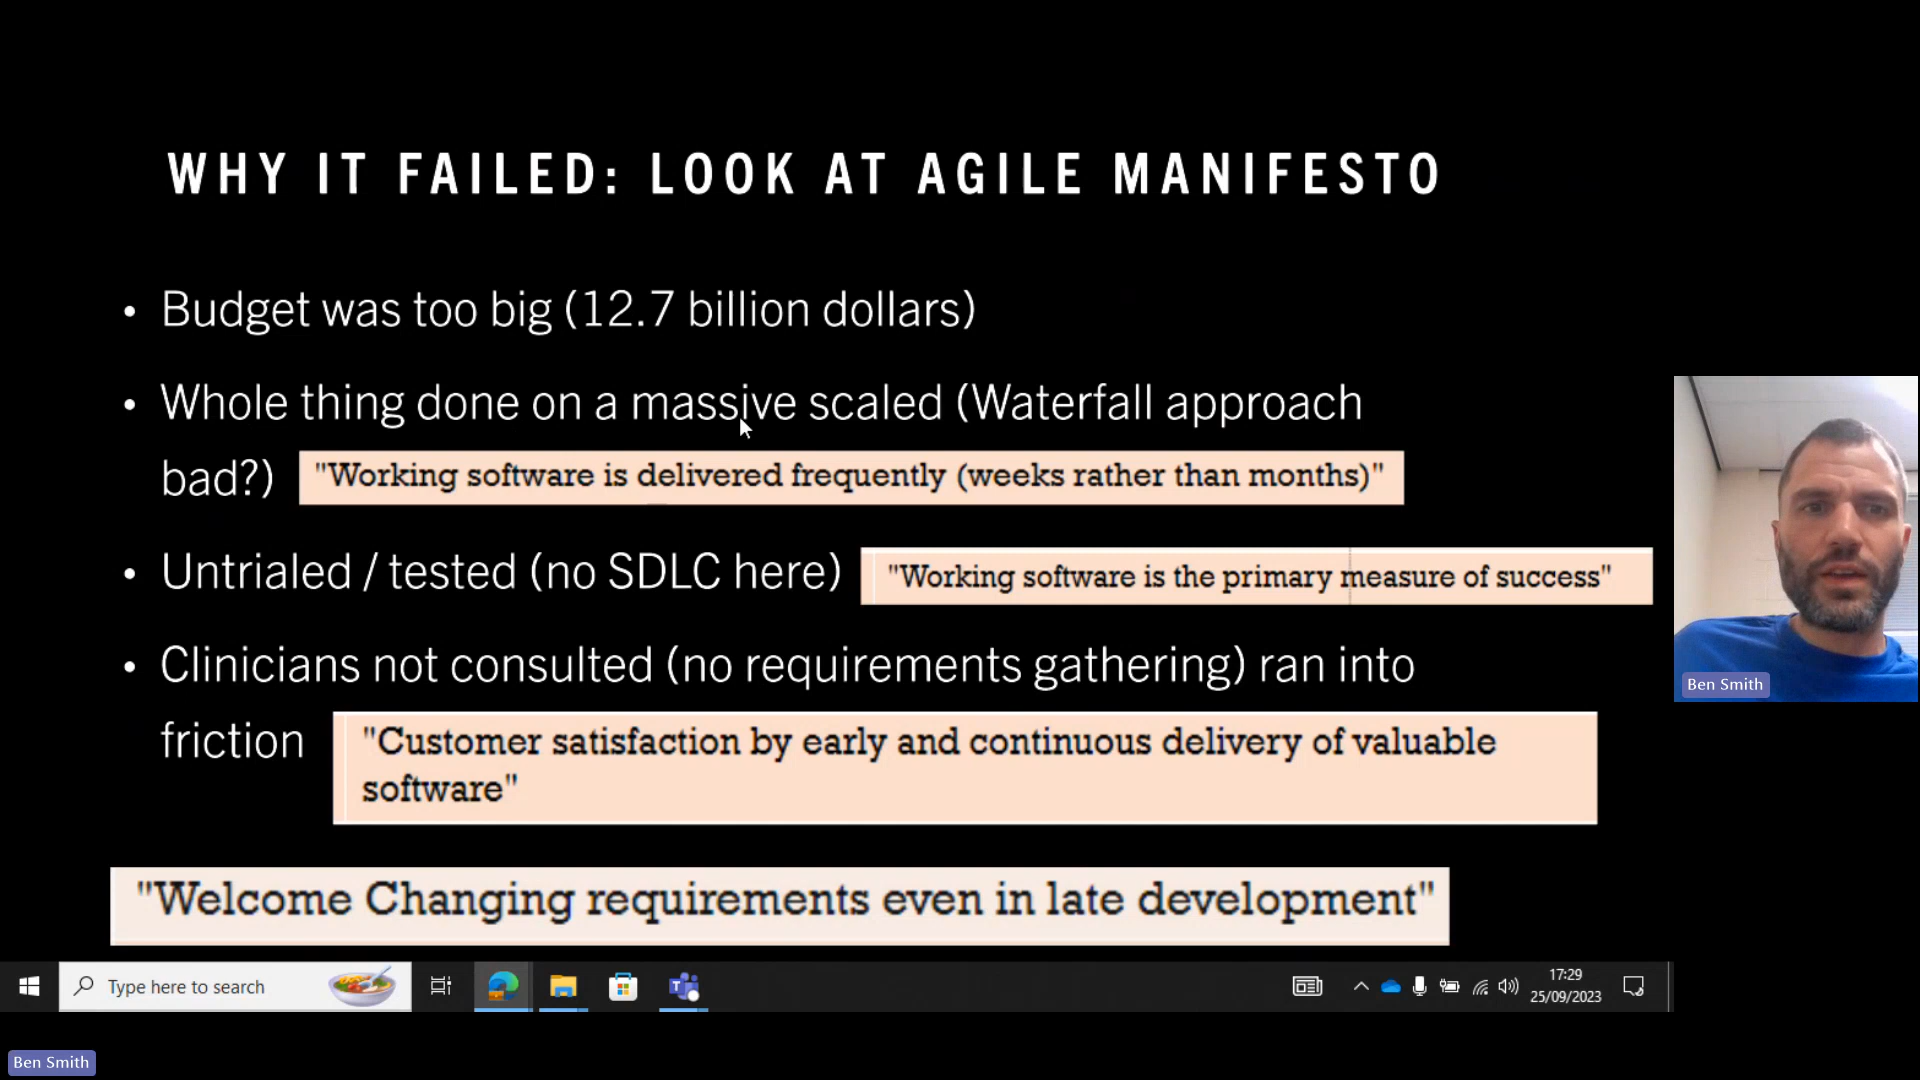 WHY IT FAILED: LOOK AT AGILE MANIFESTO
• Budget was too big (12.7 billion dollars)
• Whole thing done on a massive scaled (Waterfall approach
bad?)
"Working software is delivered frequently (weeks rather than months)"
• Untrialed / tested (no SDLC here)
"Working software is the primary measure of success"
• Clinicians not consulted (no requirements gathering) ran into
friction
"Customer satisfaction by early and continuous delivery of valuable
software"
"Welcome Changing requirements even in late development"
Ben Smith
Type here to search
17:29
25/09/2023
Ben Smith